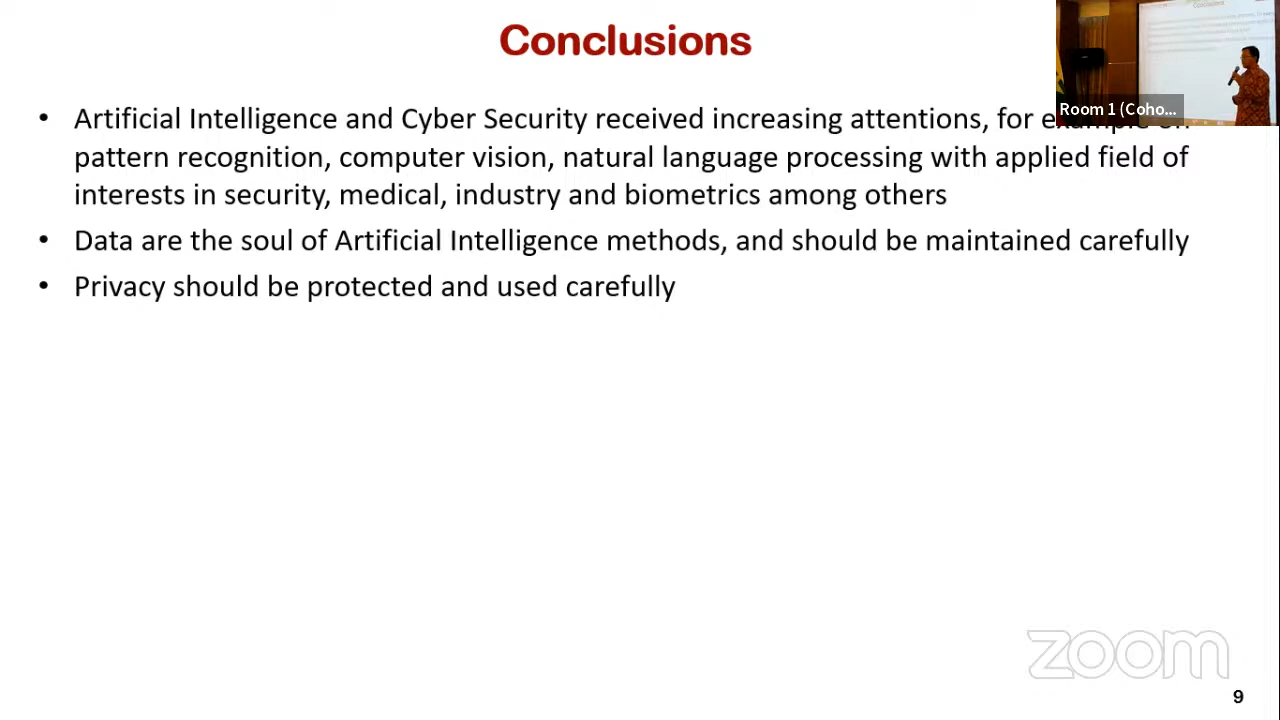 Conclusions
• Artificial Intelligence and Cyber Security received increasing attentions, for example on
pattern recognition, computer vision, natural language processing with applied field of
interests in security, medical, industry and biometrics among others
• Data are the soul of Artificial Intelligence methods, and should be maintained carefully
• Privacy should be protected and used carefully
Room 1 (Coho...
zoom
9